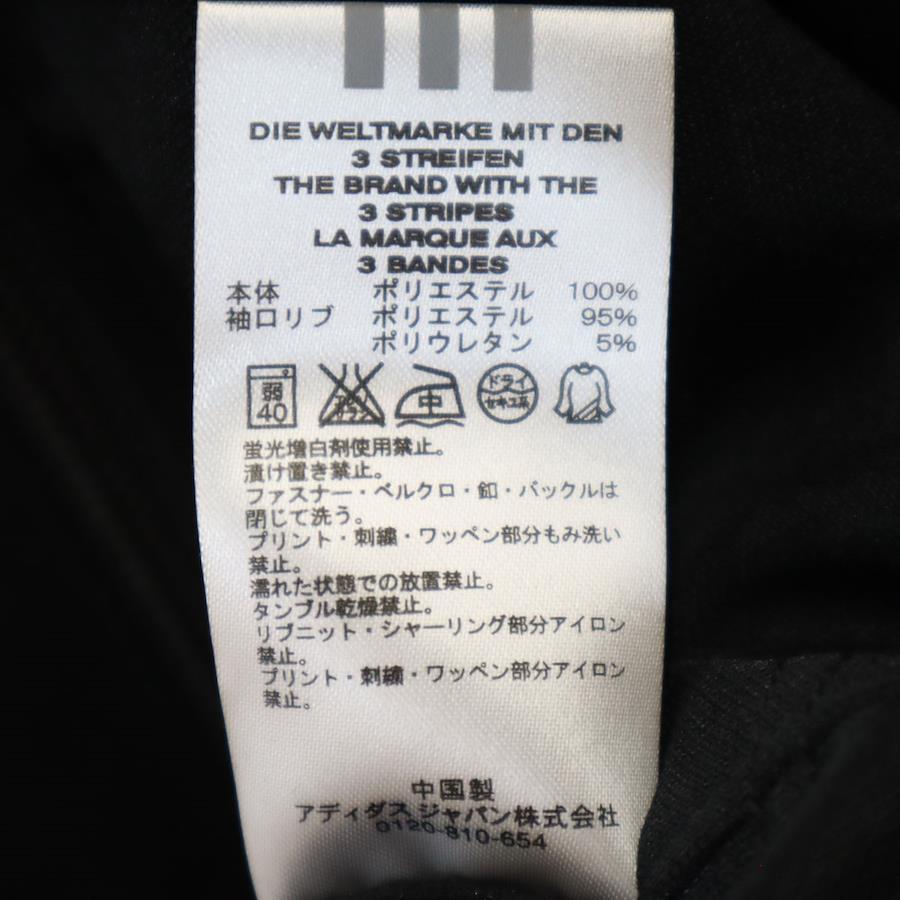 DIE WELTMARKE MIT DEN
3 STREIFEN
THE BRAND WITH THE
3 STRIPES
LA MARQUE AUX
3 BANDES
本体 ポリエステル 100%
袖口リブ ポリエステル 95%
ポリウレタン 5%
弱 40 エンソ サラシ 中 ドライ セキユ系
蛍光増白剤使用禁止。
漬け置き禁止。
ファスナー・ベルクロ・釦・バックルは
閉じて洗う。
プリント・刺繍・ワッペン部分もみ洗い
禁止。
濡れた状態での放置禁止。
タンブル乾燥禁止。
リブニット・シャーリング部分アイロン
禁止。
プリント・刺繍・ワッペン部分アイロン
禁止。
中国製
アディダス ジャパン株式会社
0120-810-654